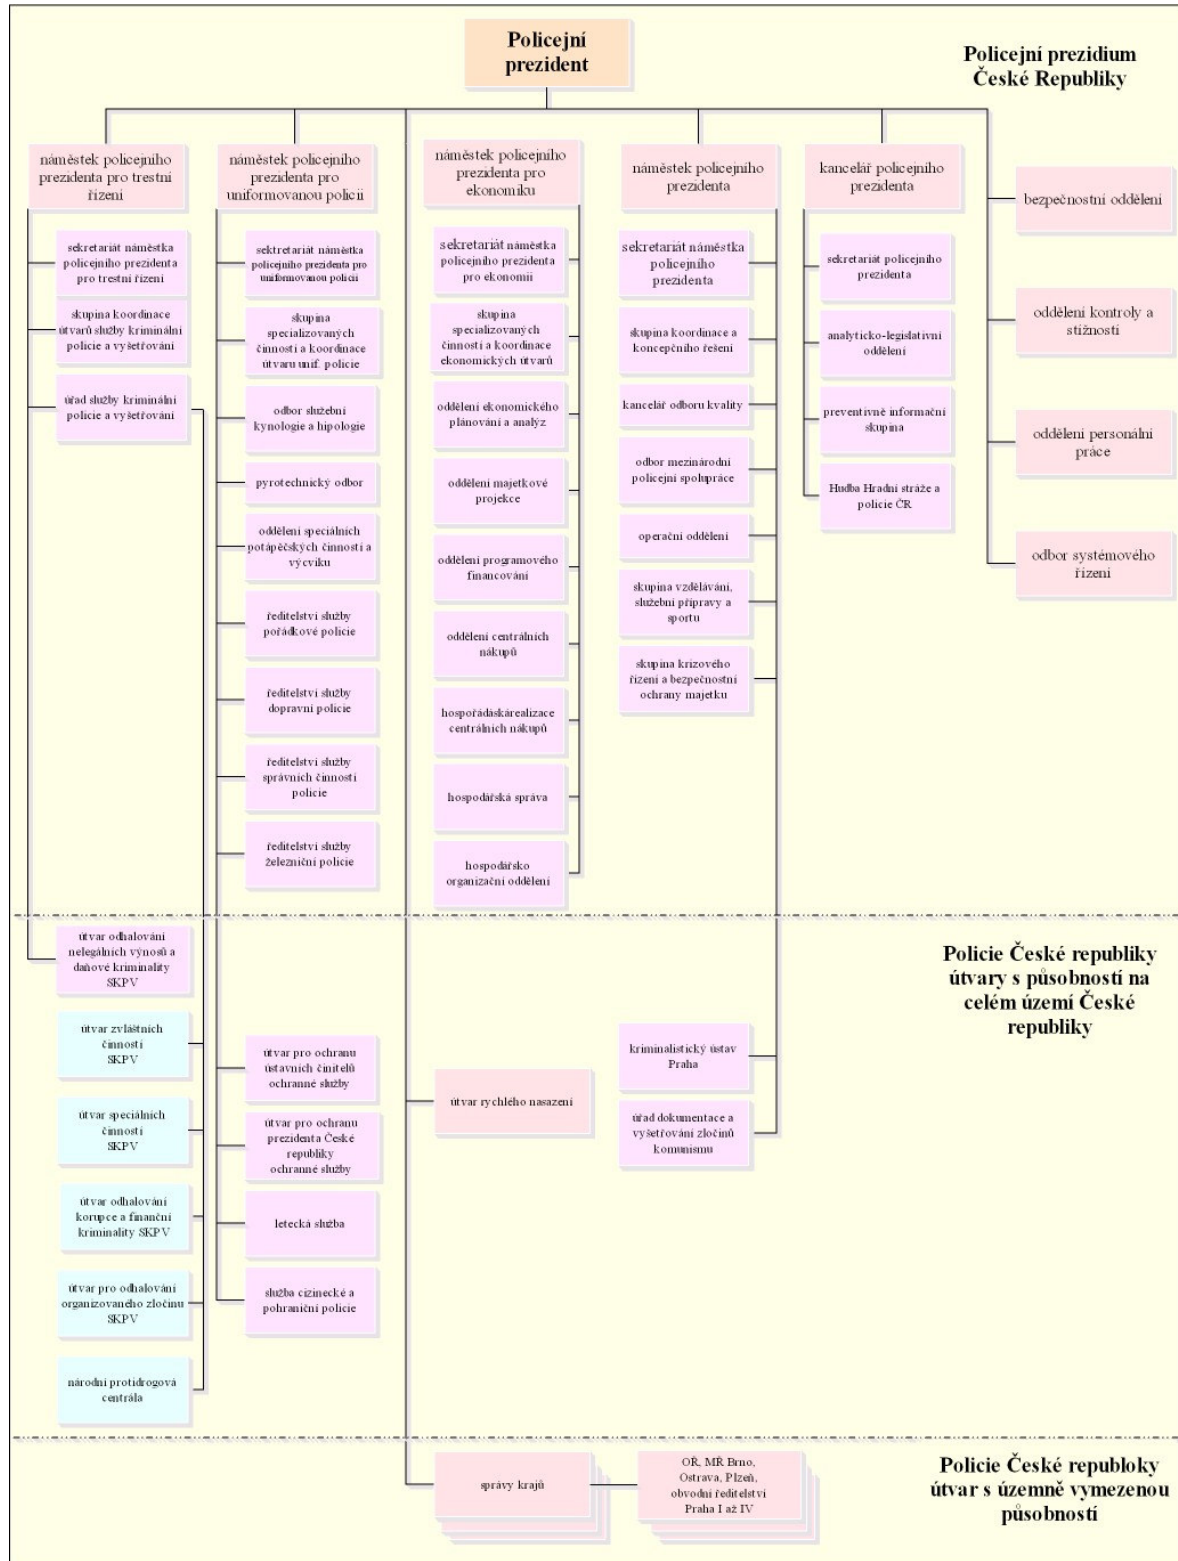 Policejní
prezident
Policejní prezidium
České Republiky
náměstek policejního
prezidenta pro trestní
řízení
sekretariát náměstka
policejního prezidenta
pro trestní řízení
skupina koordinace
útvarů služby kriminální
policie a vyšetřování
úřad služby kriminální
policie a vyšetřování
náměstek policejního
prezidenta pro
uniformovanou policii
sektretariát náměstka
policejního prezidenta pro
uniformovanou policii
skupina
specializovaných
činností a koordinace
útvaru unif. policie
odbor služební
kynologie a hipologie
pyrotechnický odbor
oddělení speciálních
potápěčských činností a
výcviku
ředitelství služby
pořádkové policie
ředitelství služby
dopravní policie
ředitelství služby
správních činností
policie
ředitelství služby
železniční policie
náměstek policejního
prezidenta pro
ekonomiku
sekretariát náměstka
policejního prezidenta
pro ekonomii
skupina
specializovaných
činností a koordinace
ekonomických útvarů
oddělení ekonomického
plánování a analýz
oddělení majetkové
projekce
oddělení programového
financování
oddělení centrálních
nákupů
hospořádáskárealizace
centrálních nákupů
hospodářská správa
hospodářsko
organizační oddělení
náměstek policejního
prezidenta
sekretariát náměstka
policejního
prezidenta
skupina koordinace a
koncepčního řešení
kancelář odboru kvality
odbor mezinárodní
policejní spolupráce
operační oddělení
skupina vzdělávání,
služební přípravy a
sportu
skupina krizového
řízení a bezpečnostní
ochrany majetku
kancelář policejního
prezidenta
sekretariát policejního
prezidenta
analyticko-legislativní
oddělení
preventivně informační
skupina
Hudba Hradní stráže a
policie ČR
bezpečnostní oddělení
oddělení kontroly a
stížností
oddělení personální
práce
odbor systémového
řízení
Policie České republiky
útvary s působností na
celém území České
republiky
útvar odhalování
nelegálních výnosů a
daňové kriminality
SKPV
útvar zvláštních
činností
SKPV
útvar speciálních
činností
SKPV
útvar odhalování
korupce a finanční
kriminality SKPV
útvar pro odhalování
organizovaného zločinu
SKPV
národní protidrogová
centrála
útvar pro ochranu
ústavních činitelů
ochranné služby
útvar pro ochranu
prezidenta České
republiky
ochranné služby
letecká služba
služba cizinecké a
pohraniční policie
útvar rychlého nasazení
kriminalistický ústav
Praha
úřad dokumentace a
vyšetřování zločinů
komunismu
správy krajů
OŘ, MŘ Brno,
Ostrava, Plzeň,
obvodní ředitelství
Praha I až IV
Policie České republoky
útvar s územně vymezenou
působností